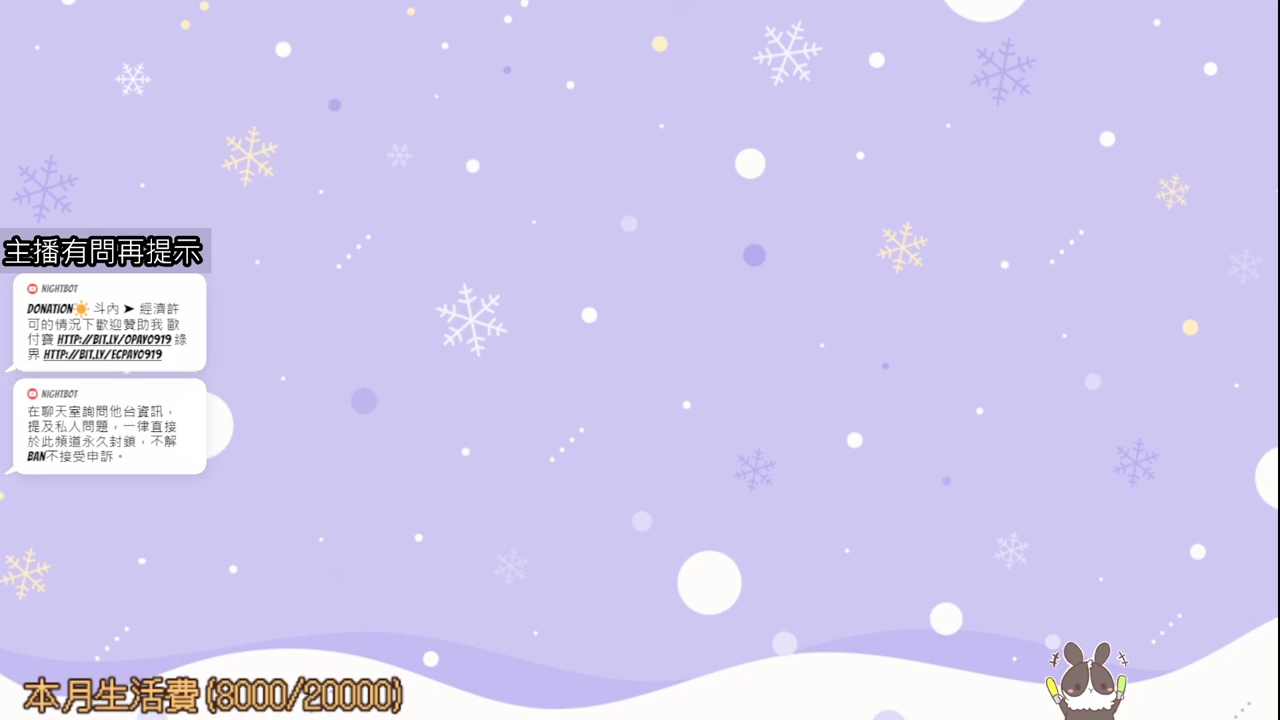 主播有問再提示
NIGHTBOT
DONATION☀️ 斗內 ➤ 經濟許
可的情況下歡迎贊助我 歐
付寶 HTTP://BIT.LY/OPAY0919 綠
界 HTTP://BIT.LY/ECPAY0919
NIGHTBOT
在聊天室詢問他台資訊，
提及私人問題，一律直接
於此頻道永久封鎖，不解
BAN不接受申訴。
本月生活費 (8000/20000)